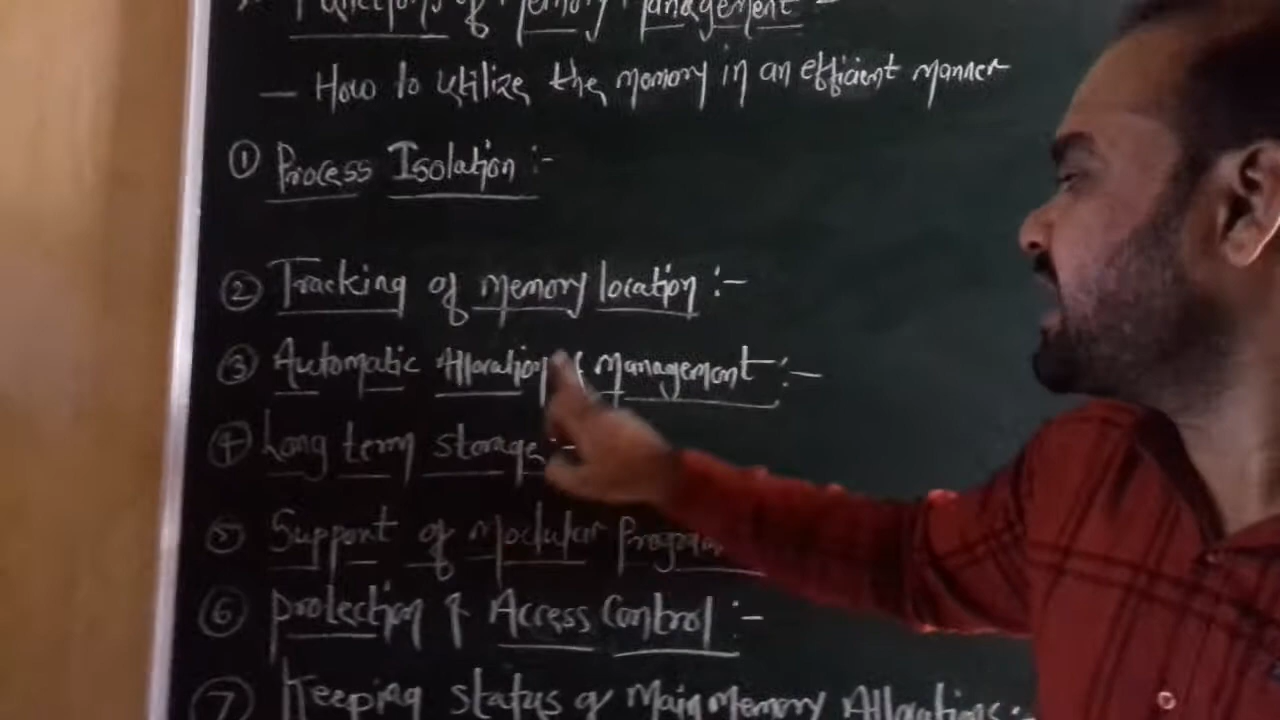 Functions of Memory Management -
— How to utilize the memory in an efficient manner
① Process Isolation :-
② Tracking of memory location :-
③ Automatic Allocation & Management :-
④ Long term storage :-
⑤ Support of Modular
⑥ Protection & Access Control :-
⑦ Keeping status of Main Memory Allocations :-